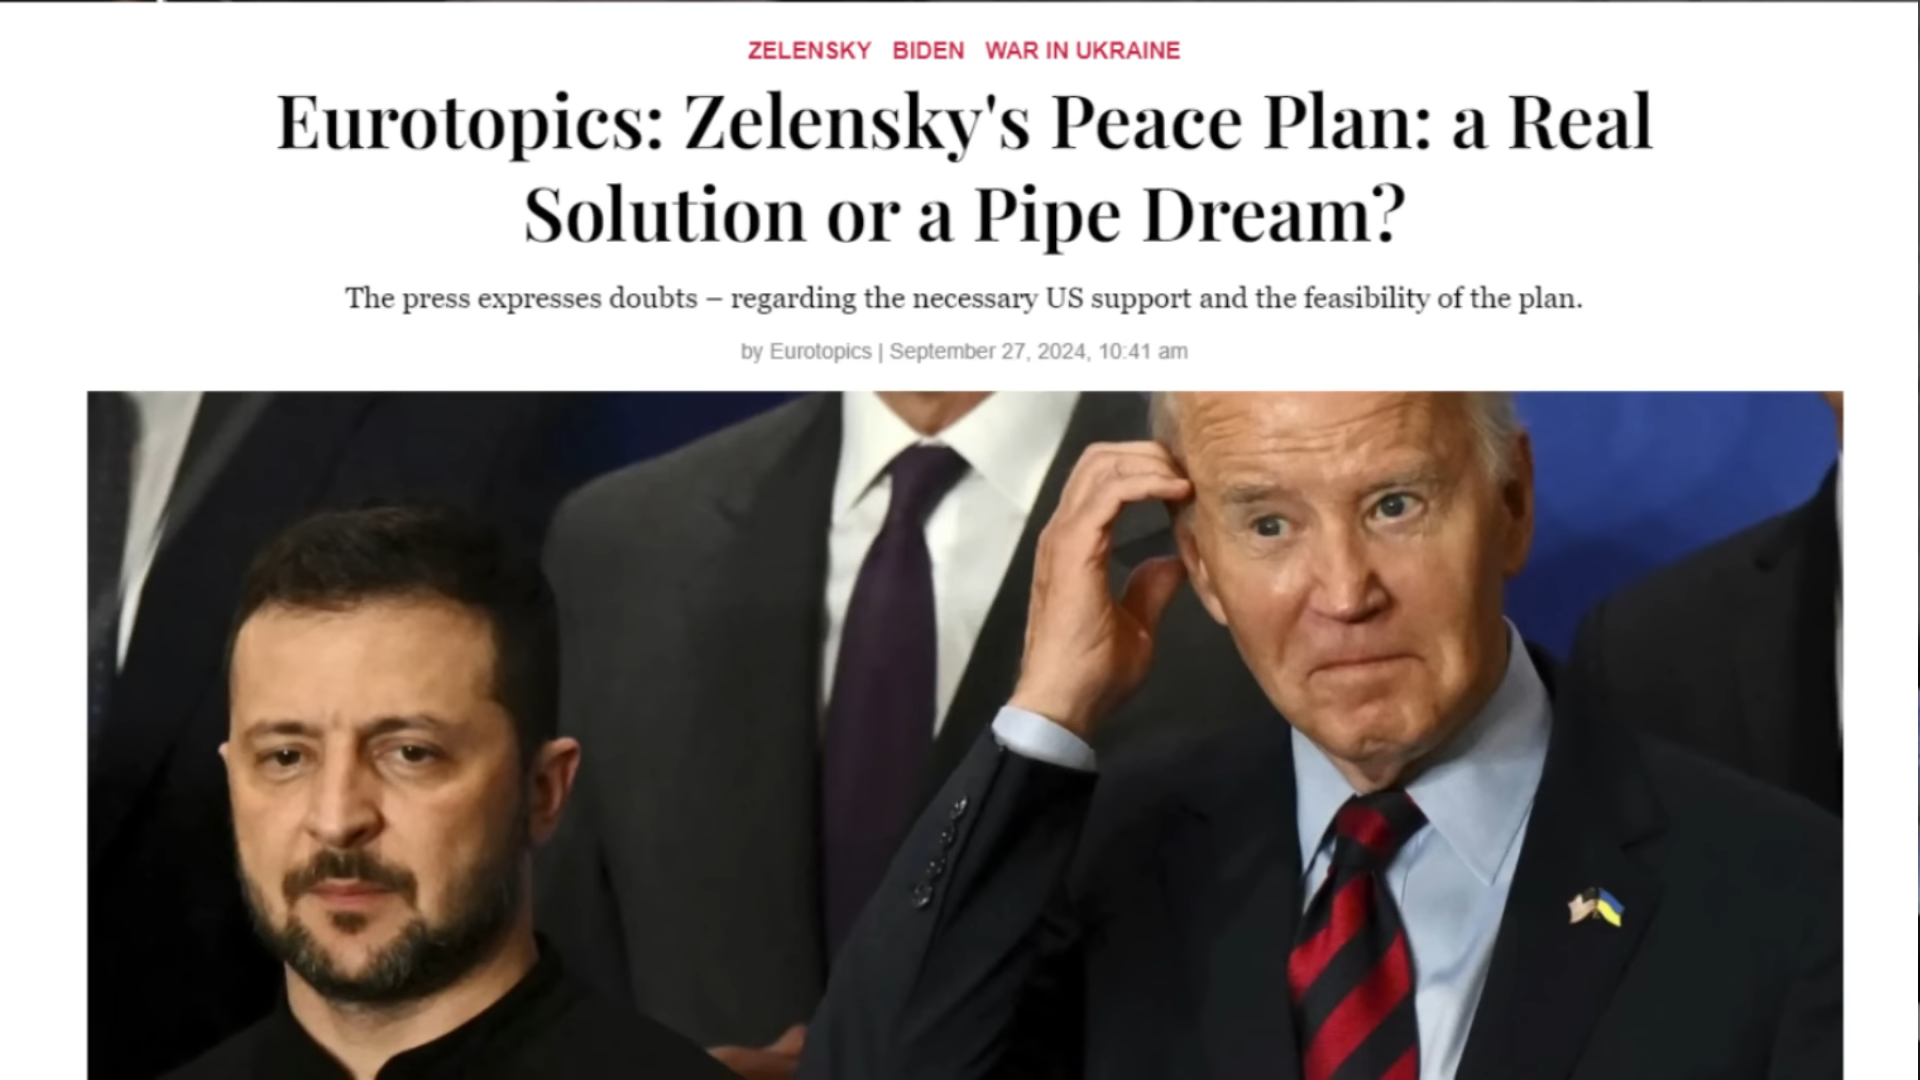 ZELENSKY BIDEN WAR IN UKRAINE
Eurotopics: Zelensky's Peace Plan: a Real
Solution or a Pipe Dream?
The press expresses doubts – regarding the necessary US support and the feasibility of the plan.
by Eurotopics | September 27, 2024, 10:41 am